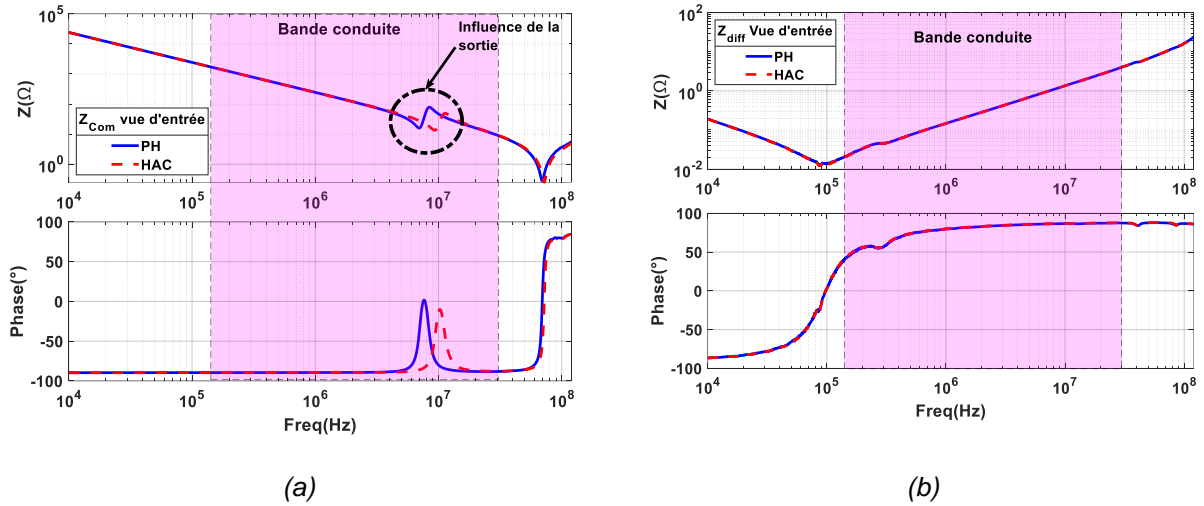 10^5
10^0
Z(Ω)
Bande conduite
Influence de la
sortie
Z_Com vue d'entrée
PH
HAC
10^4 10^5 10^6 10^7 10^8
100
50
0
-50
-100
Phase(°)
10^4 10^5 10^6 10^7 10^8
Freq(Hz)
(a)
10^2
10^0
10^-2
Z(Ω)
Z_diff Vue d'entrée
PH
HAC
Bande conduite
10^4 10^5 10^6 10^7 10^8
100
50
0
-50
-100
Phase(°)
10^4 10^5 10^6 10^7 10^8
Freq(Hz)
(b)